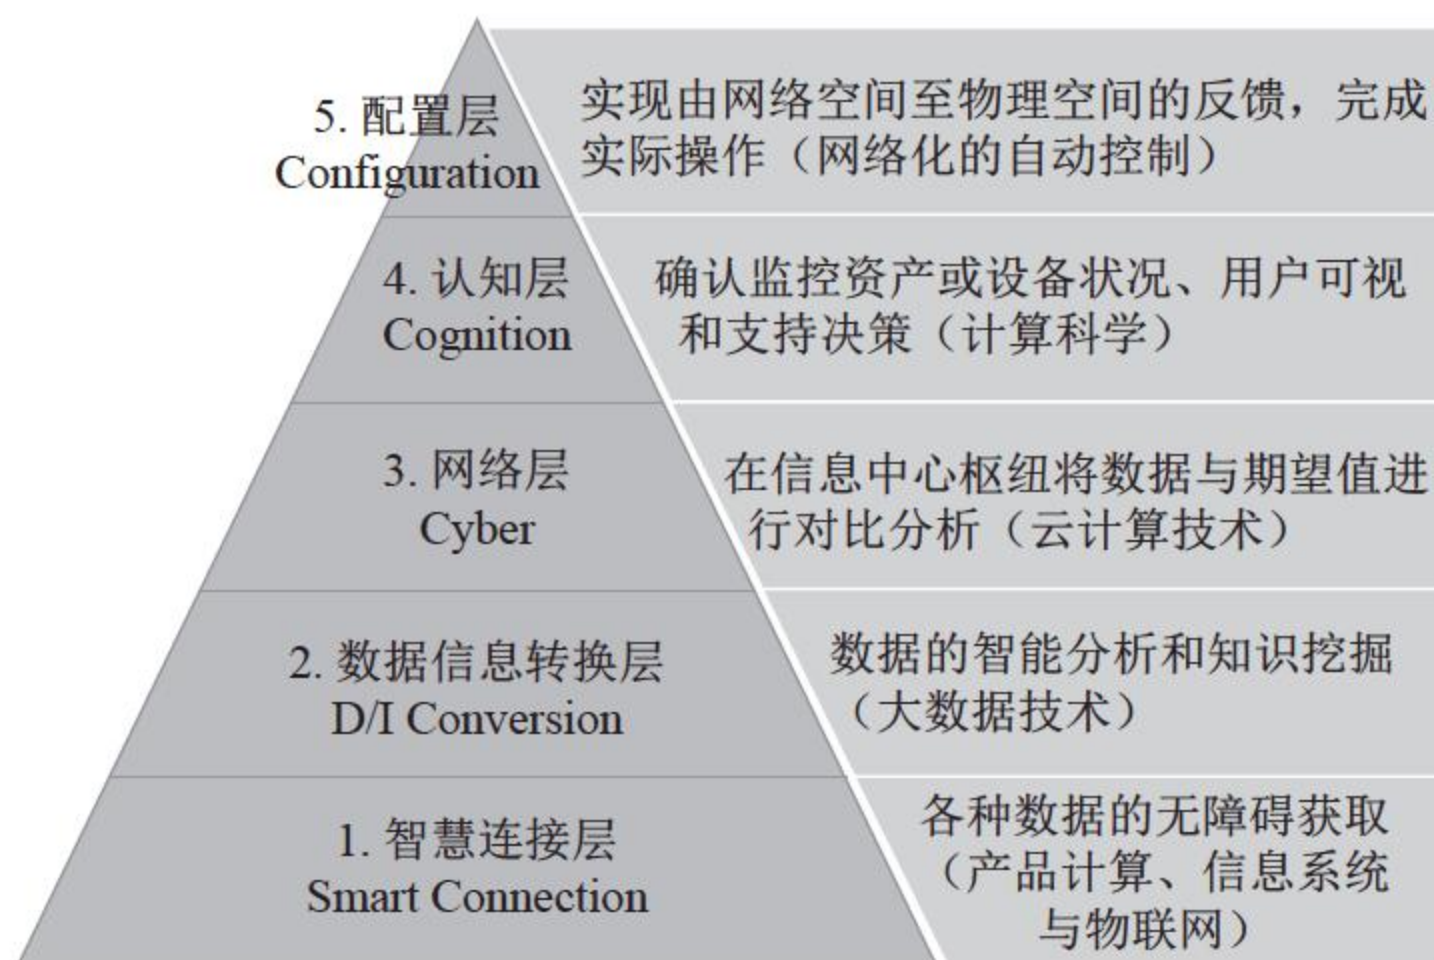 5. 配置层
Configuration
实现由网络空间至物理空间的反馈，完成
实际操作（网络化的自动控制）
4. 认知层
Cognition
确认监控资产或设备状况、用户可视
和支持决策（计算科学）
3. 网络层
Cyber
在信息中心枢纽将数据与期望值进
行对比分析（云计算技术）
2. 数据信息转换层
D/I Conversion
数据的智能分析和知识挖掘
（大数据技术）
1. 智慧连接层
Smart Connection
各种数据的无障碍获取
（产品计算、信息系统
与物联网）